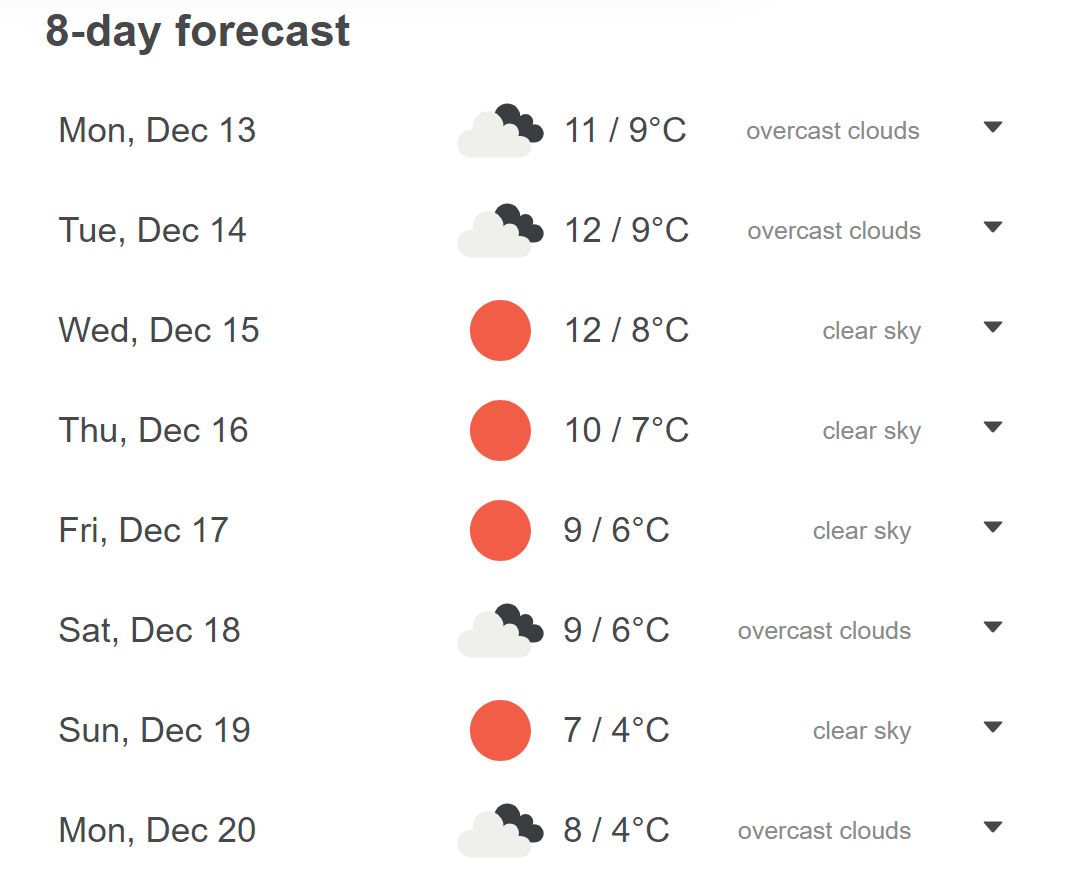 8-day forecast
Mon, Dec 13 11 / 9°C overcast clouds
Tue, Dec 14 12 / 9°C overcast clouds
Wed, Dec 15 12 / 8°C clear sky
Thu, Dec 16 10 / 7°C clear sky
Fri, Dec 17 9 / 6°C clear sky
Sat, Dec 18 9 / 6°C overcast clouds
Sun, Dec 19 7 / 4°C clear sky
Mon, Dec 20 8 / 4°C overcast clouds